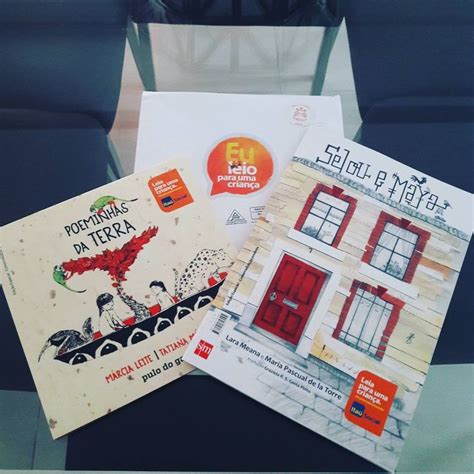 Eu
leio
para uma
criança
Leia
para uma
criança.
Itaú
Social
POEMINHAS
DA TERRA
MÁRCIA LEITE | TATIANA
pulo do
Selou e Maya
Lara Meana e María Pascual de la Torre
sm
Leia
para uma
criança.
Itaú
Social